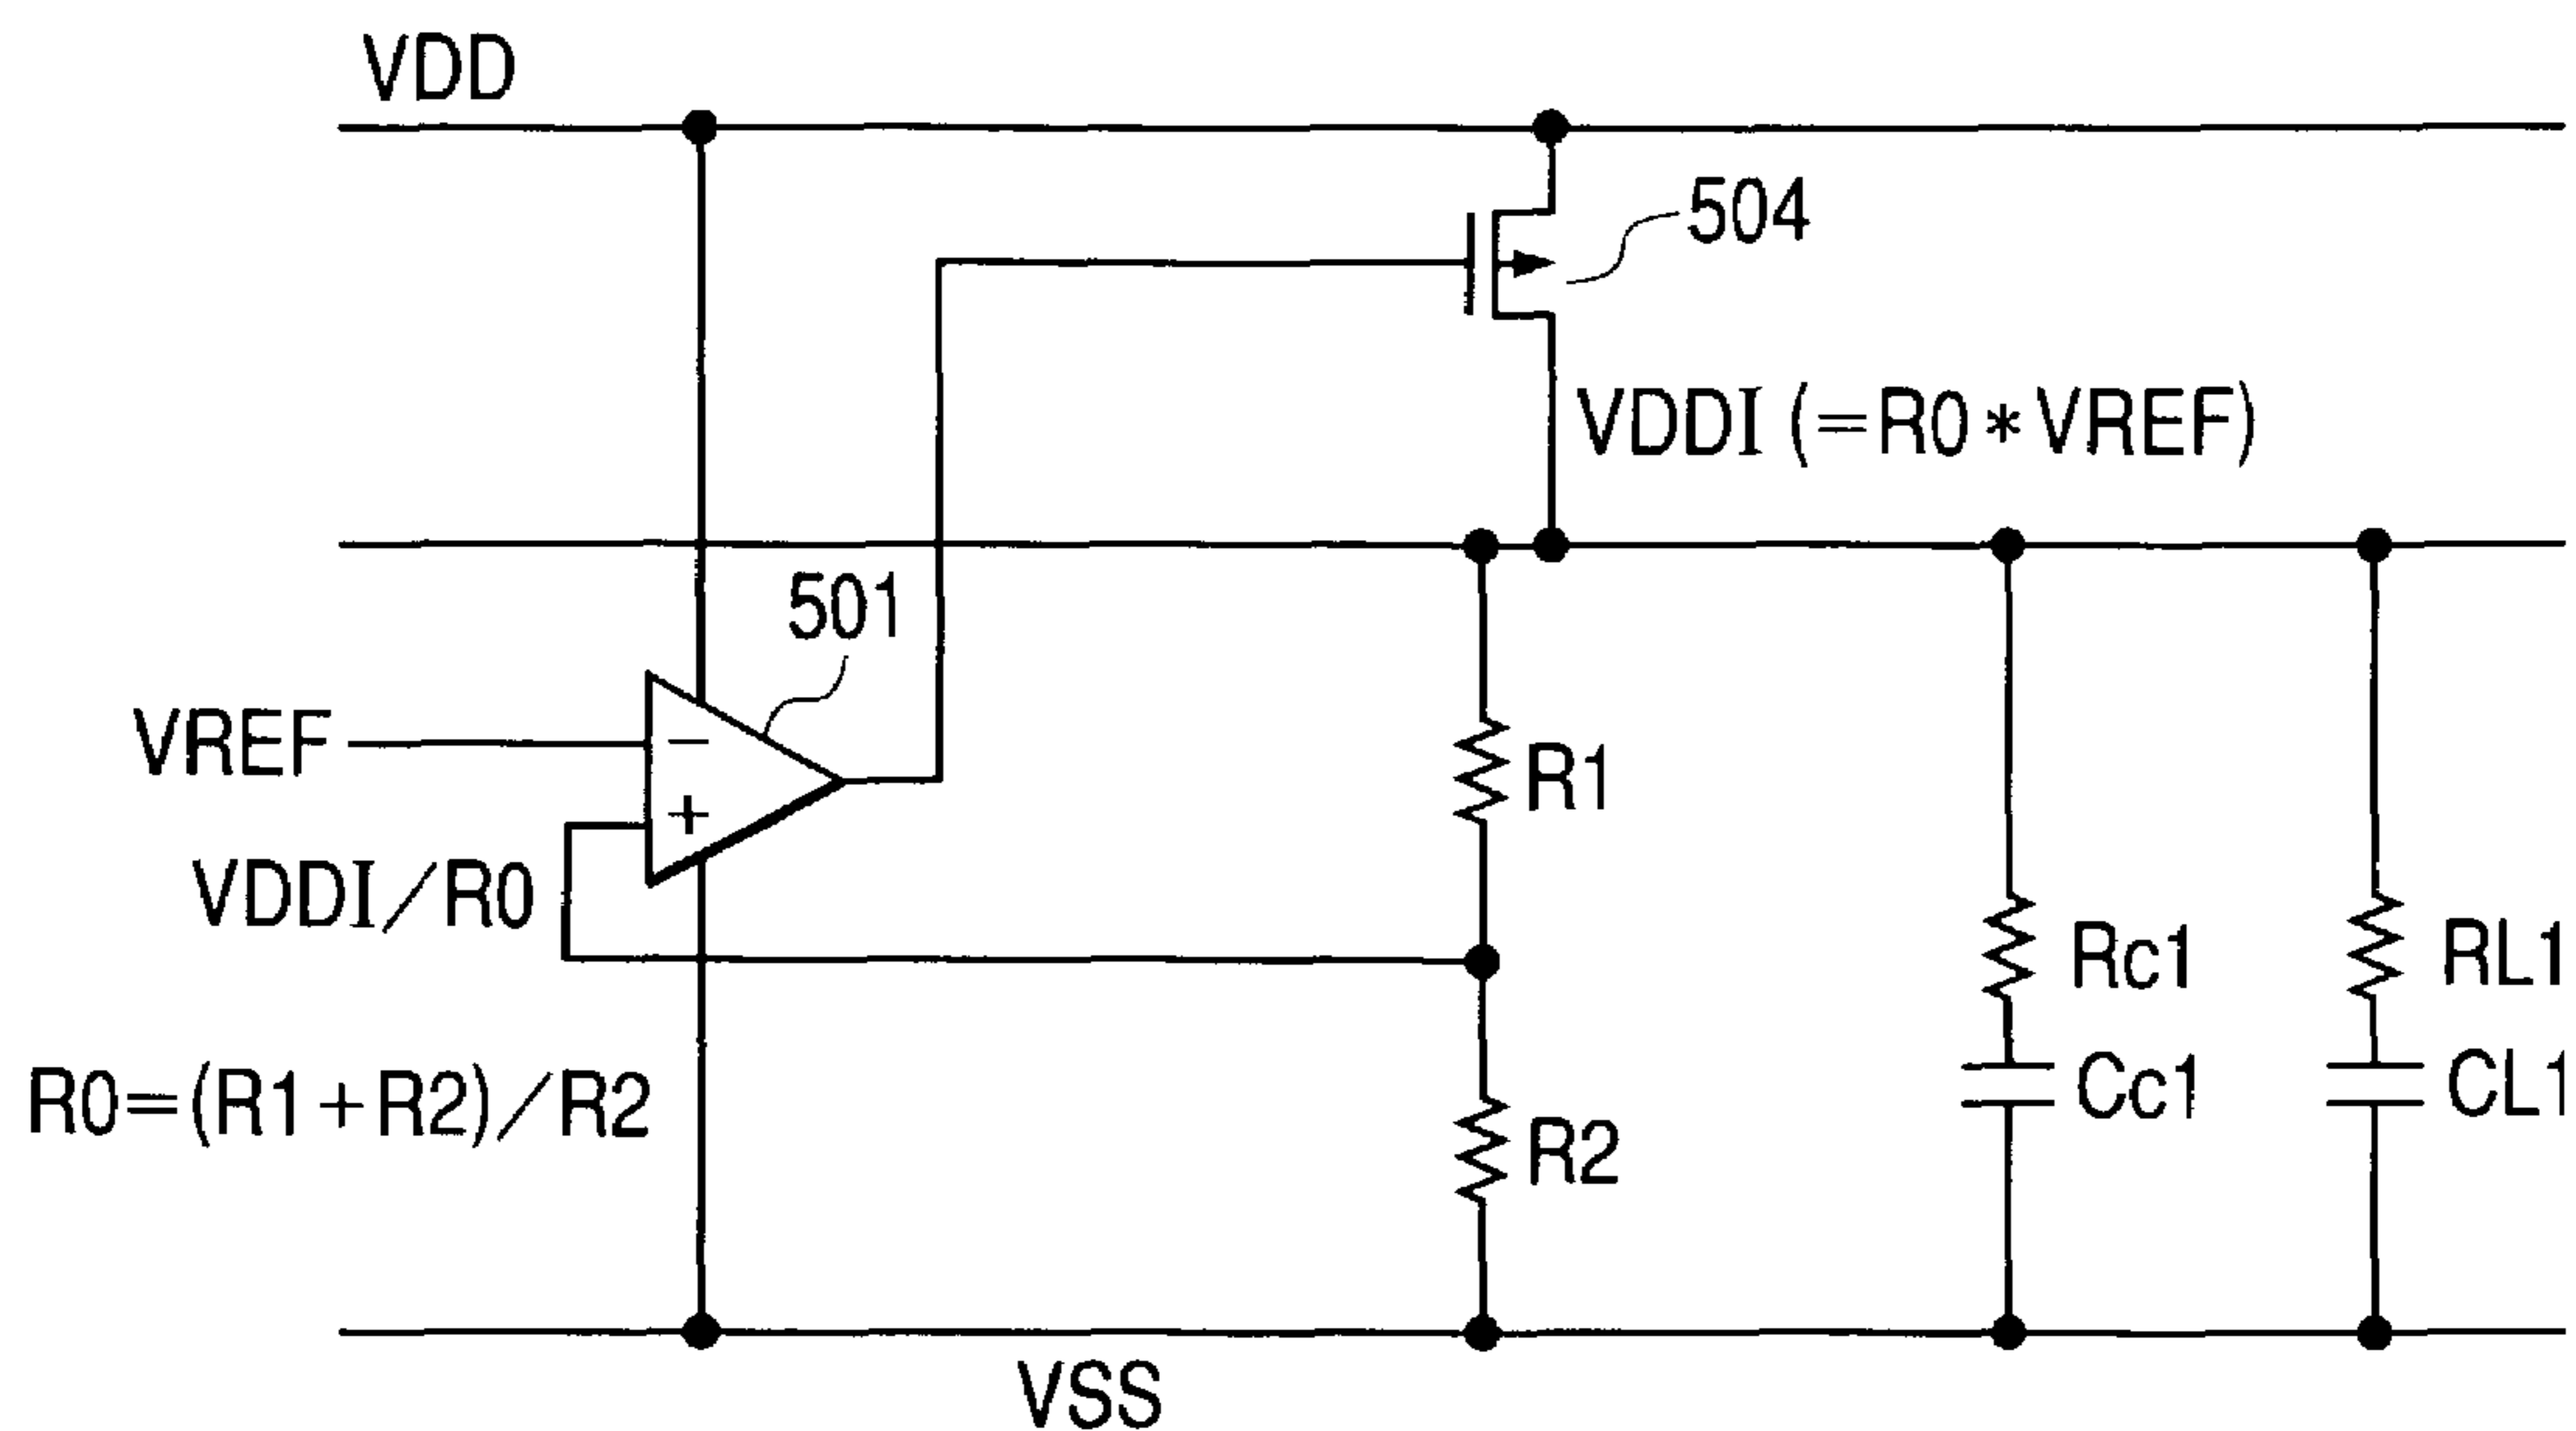 VDD
504
VDDI (=R0*VREF)
501
VREF
−
+
VDDI/R0
R1
Rc1
RL1
R0=(R1+R2)/R2
R2
Cc1
CL1
VSS